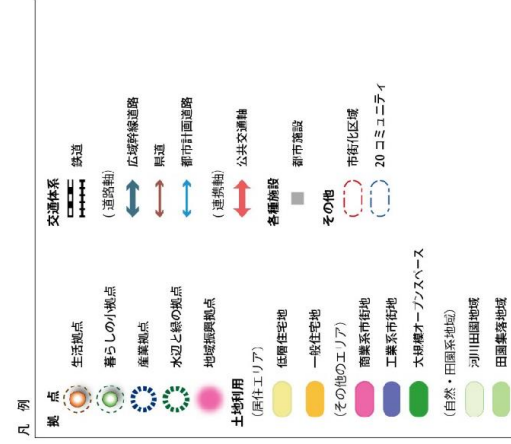 凡 例
拠 点
生活拠点
暮らしの小拠点
産業拠点
水辺と緑の拠点
地域振興拠点
土地利用
(居住エリア)
低層住宅地
一般住宅地
(その他のエリア)
商業系市街地
工業系市街地
大規模オープンスペース
(自然・田園系地域)
河川田園地域
田園集落地域
交通体系
鉄道
(道路軸)
広域幹線道路
県道
都市計画道路
(連携軸)
公共交通軸
各種施設
都市施設
その他
市街化区域
20 コミュニティ